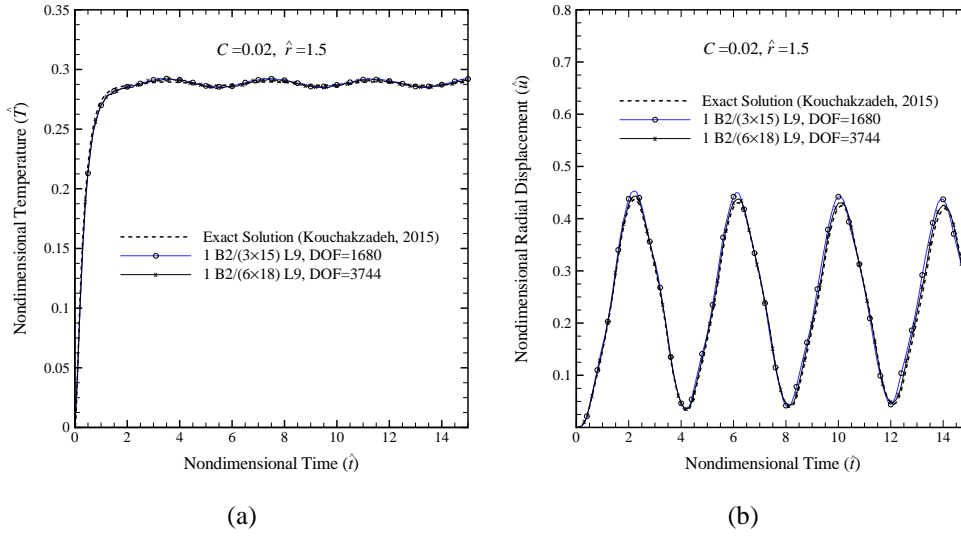 0.35
0.3
0.25
0.2
0.15
0.1
0.05
0
0 2 4 6 8 10 12 14
Nondimensional Temperature (T̂)
C =0.02, r̂ =1.5
Exact Solution (Kouchakzadeh, 2015)
1 B2/(3×15) L9, DOF=1680
1 B2/(6×18) L9, DOF=3744
Nondimensional Time (t̂)
(a)
0.8
0.7
0.6
0.5
0.4
0.3
0.2
0.1
0 2 4 6 8 10 12 14
Nondimensional Radial Displacement (û)
C =0.02, r̂ =1.5
Exact Solution (Kouchakzadeh, 2015)
1 B2/(3×15) L9, DOF=1680
1 B2/(6×18) L9, DOF=3744
Nondimensional Time (t̂)
(b)